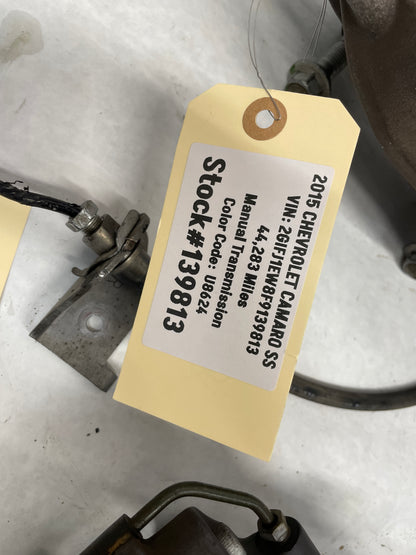 2015 CHEVROLET CAMARO SS
VIN: 2G1FJ1EW8F9139813
44,283 Miles
Manual Transmission
Color Code: U8624
Stock#139813